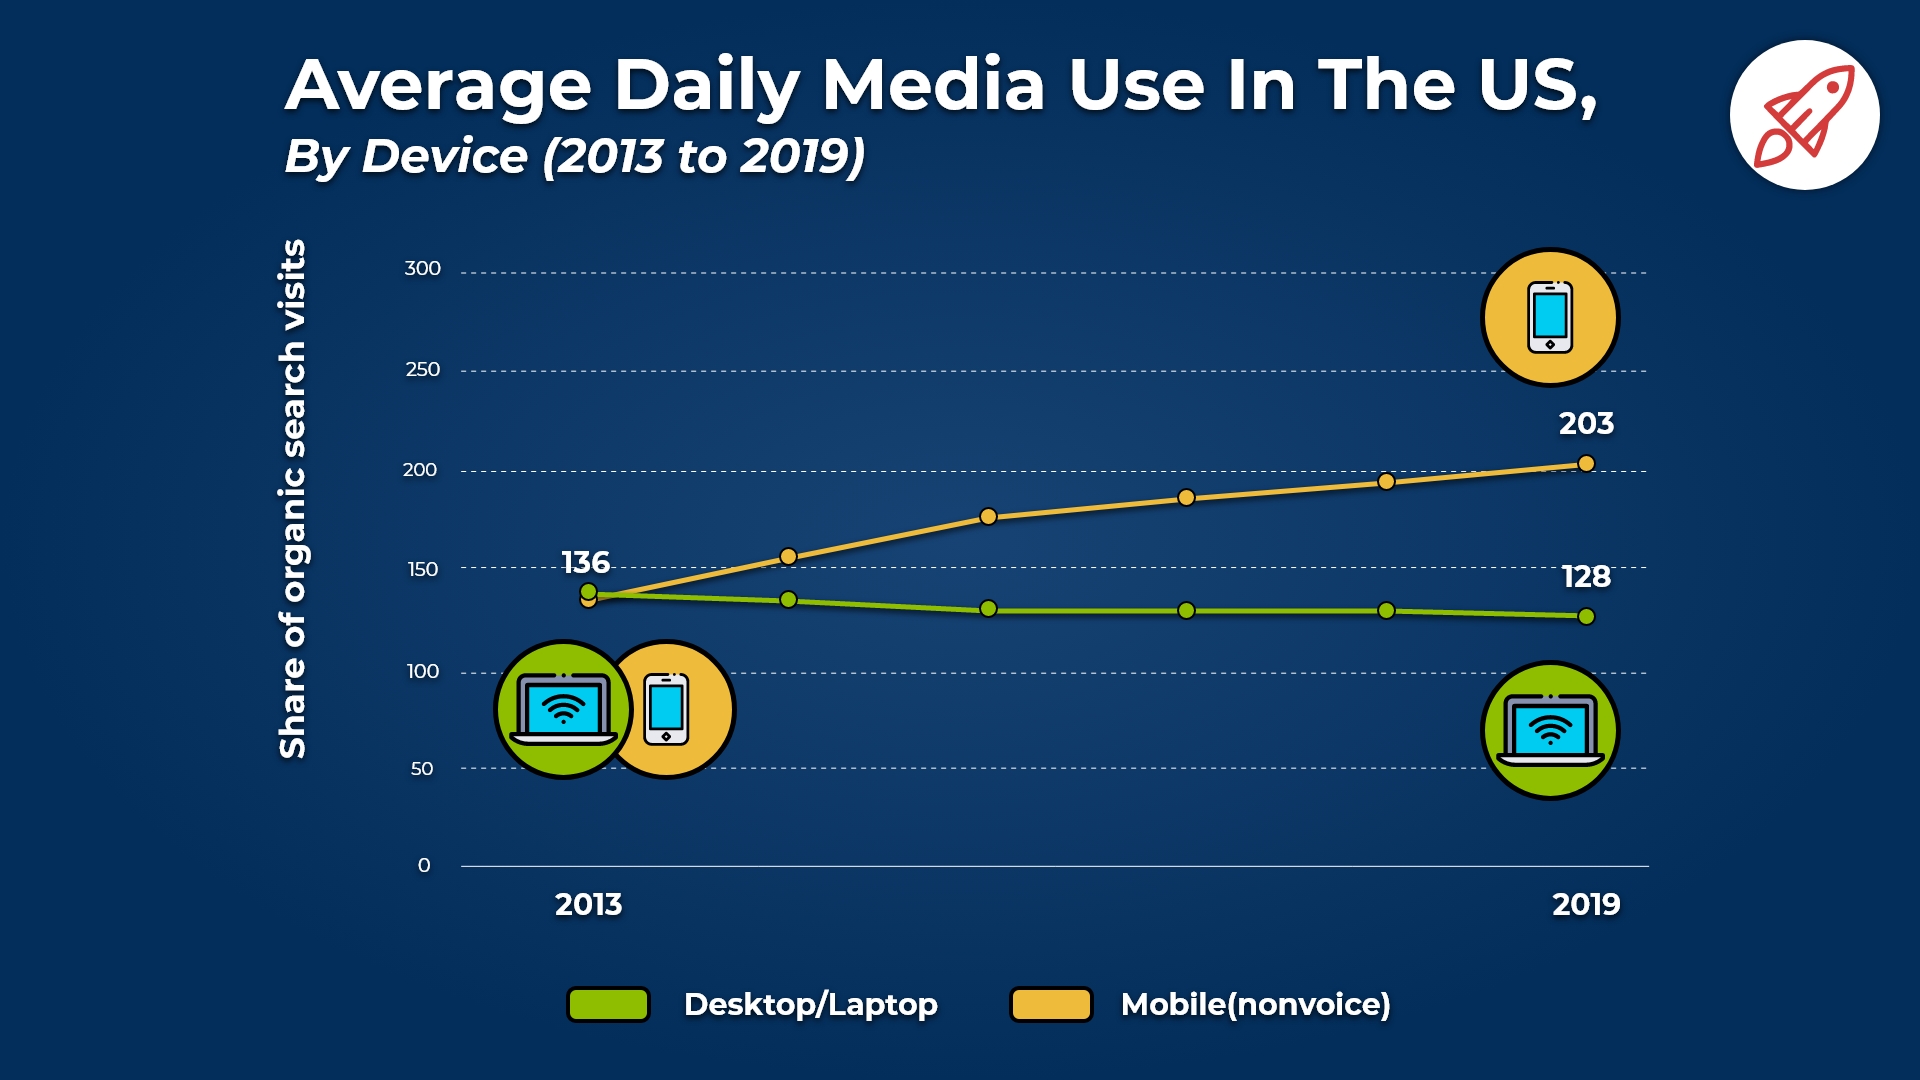 Average Daily Media Use In The US,
By Device (2013 to 2019)
Share of organic search visits
300
250
200
150
100
50
0
136
203
128
2013
2019
Desktop/Laptop
Mobile(nonvoice)